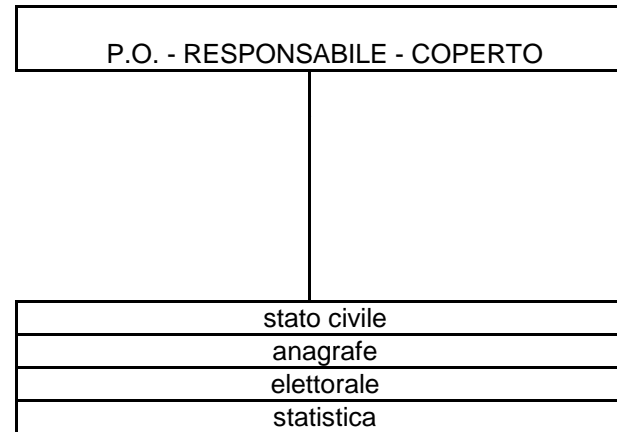 P.O. - RESPONSABILE - COPERTO
stato civile
anagrafe
elettorale
statistica